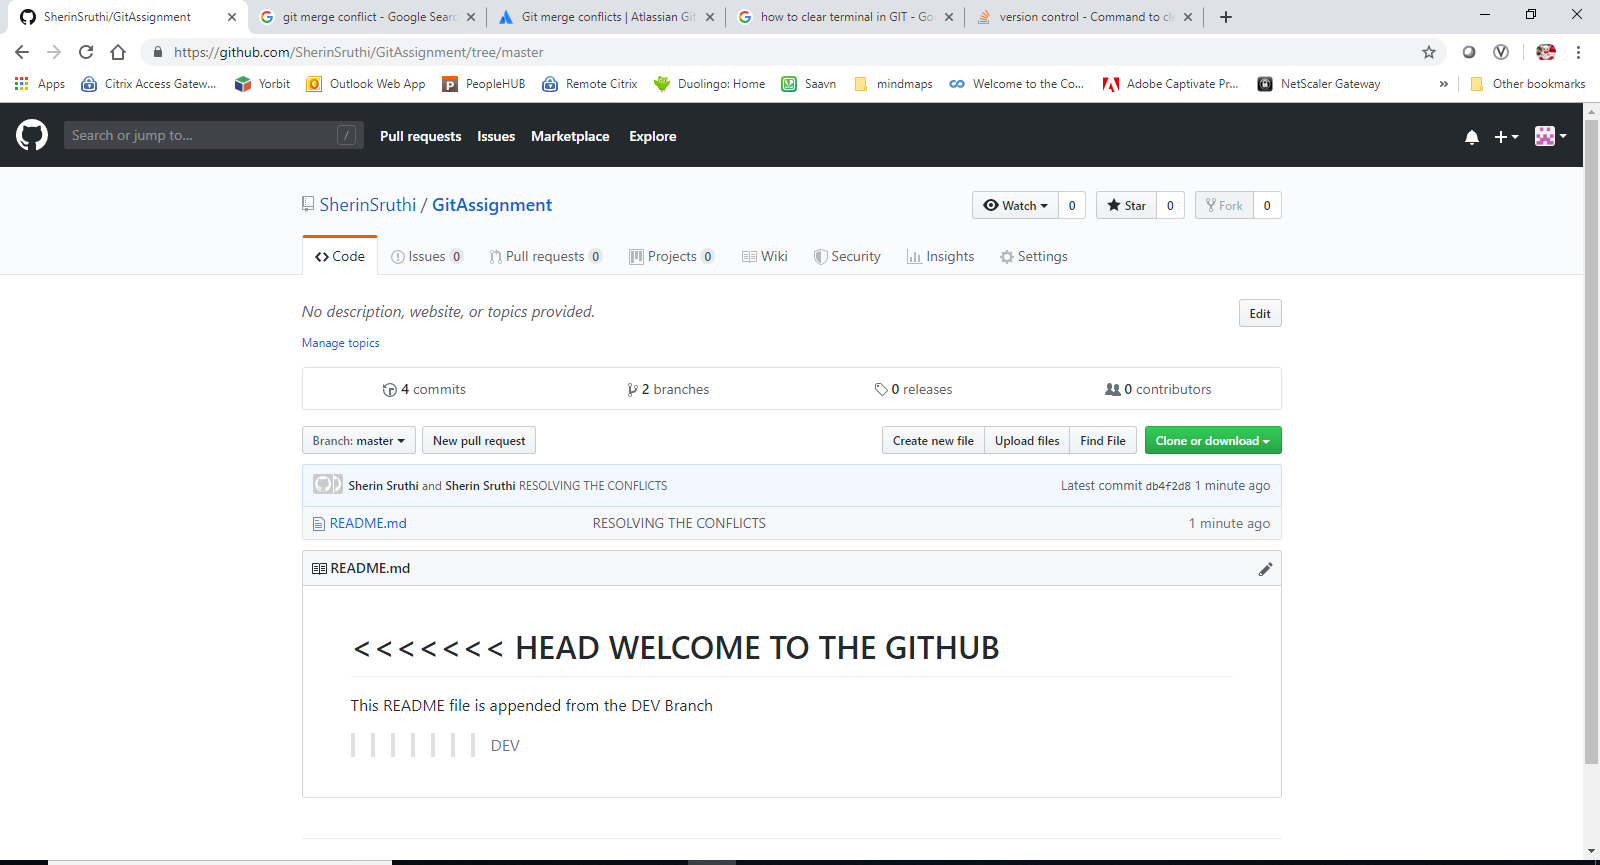 SherinSruthi/GitAssignment
git merge conflict - Google Searc
Git merge conflicts | Atlassian Git
how to clear terminal in GIT - Go
version control - Command to cl
https://github.com/SherinSruthi/GitAssignment/tree/master
Apps Citrix Access Gatew... Yorbit Outlook Web App PeopleHUB Remote Citrix Duolingo: Home Saavn mindmaps Welcome to the Co... Adobe Captivate Pr... NetScaler Gateway » Other bookmarks
Search or jump to... / Pull requests Issues Marketplace Explore
SherinSruthi / GitAssignment Watch 0 Star 0 Fork 0
Code Issues 0 Pull requests 0 Projects 0 Wiki Security Insights Settings
No description, website, or topics provided. Edit
Manage topics
4 commits 2 branches 0 releases 0 contributors
Branch: master New pull request Create new file Upload files Find File Clone or download
Sherin Sruthi and Sherin Sruthi RESOLVING THE CONFLICTS Latest commit db4f2d8 1 minute ago
README.md RESOLVING THE CONFLICTS 1 minute ago
README.md
<<<<<<< HEAD WELCOME TO THE GITHUB
This README file is appended from the DEV Branch
DEV